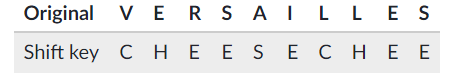 Original V E R S A I L L E S
Shift key C H E E S E C H E E